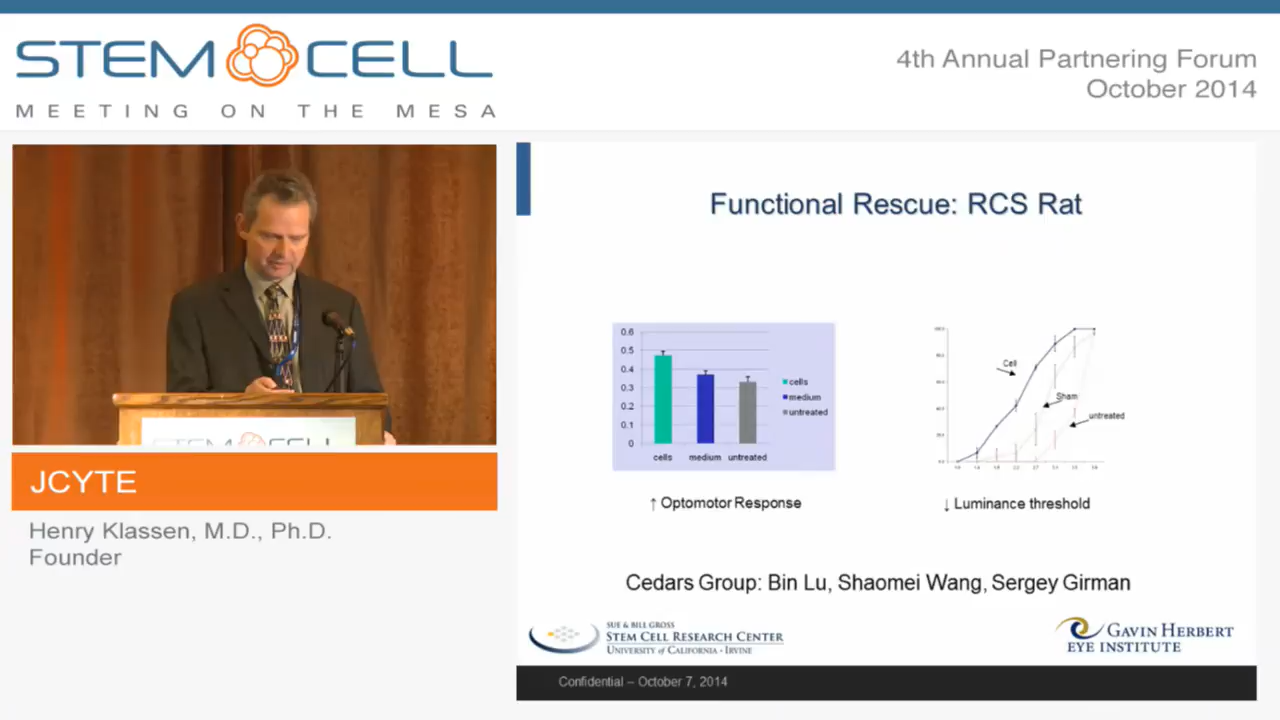 STEM CELL
MEETING ON THE MESA
4th Annual Partnering Forum
October 2014
STEM CELL
JCYTE
Henry Klassen, M.D., Ph.D.
Founder
Functional Rescue: RCS Rat
0.6
0.5
0.4
0.3
0.2
0.1
0
cells
medium
untreated
cells medium untreated
↑ Optomotor Response
Cell
Sham
untreated
↓ Luminance threshold
Cedars Group: Bin Lu, Shaomei Wang, Sergey Girman
SUE & BILL GROSS
STEM CELL RESEARCH CENTER
UNIVERSITY of CALIFORNIA · IRVINE
GAVIN HERBERT
EYE INSTITUTE
Confidential – October 7, 2014